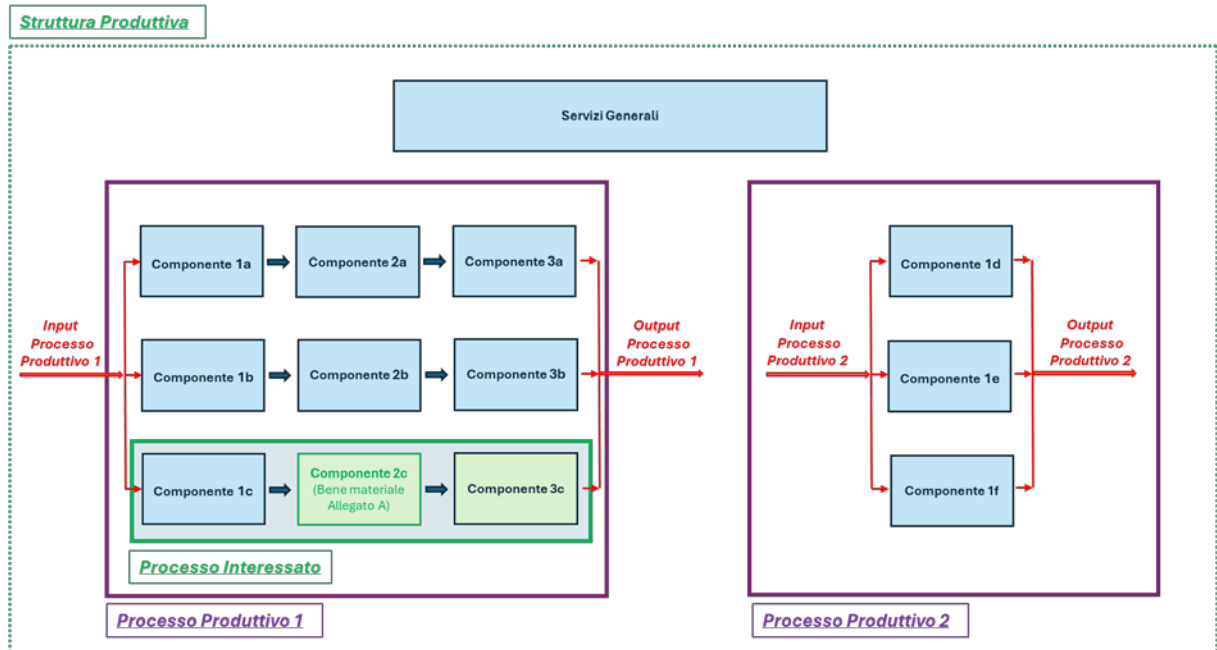 Struttura Produttiva
Servizi Generali
Componente 1a
Componente 2a
Componente 3a
Input
Processo
Produttivo 1
Componente 1b
Componente 2b
Componente 3b
Output
Processo
Produttivo 1
Componente 1c
Componente 2c
(Bene materiale
Allegato A)
Componente 3c
Processo Interessato
Processo Produttivo 1
Componente 1d
Input
Processo
Produttivo 2
Componente 1e
Output
Processo
Produttivo 2
Componente 1f
Processo Produttivo 2